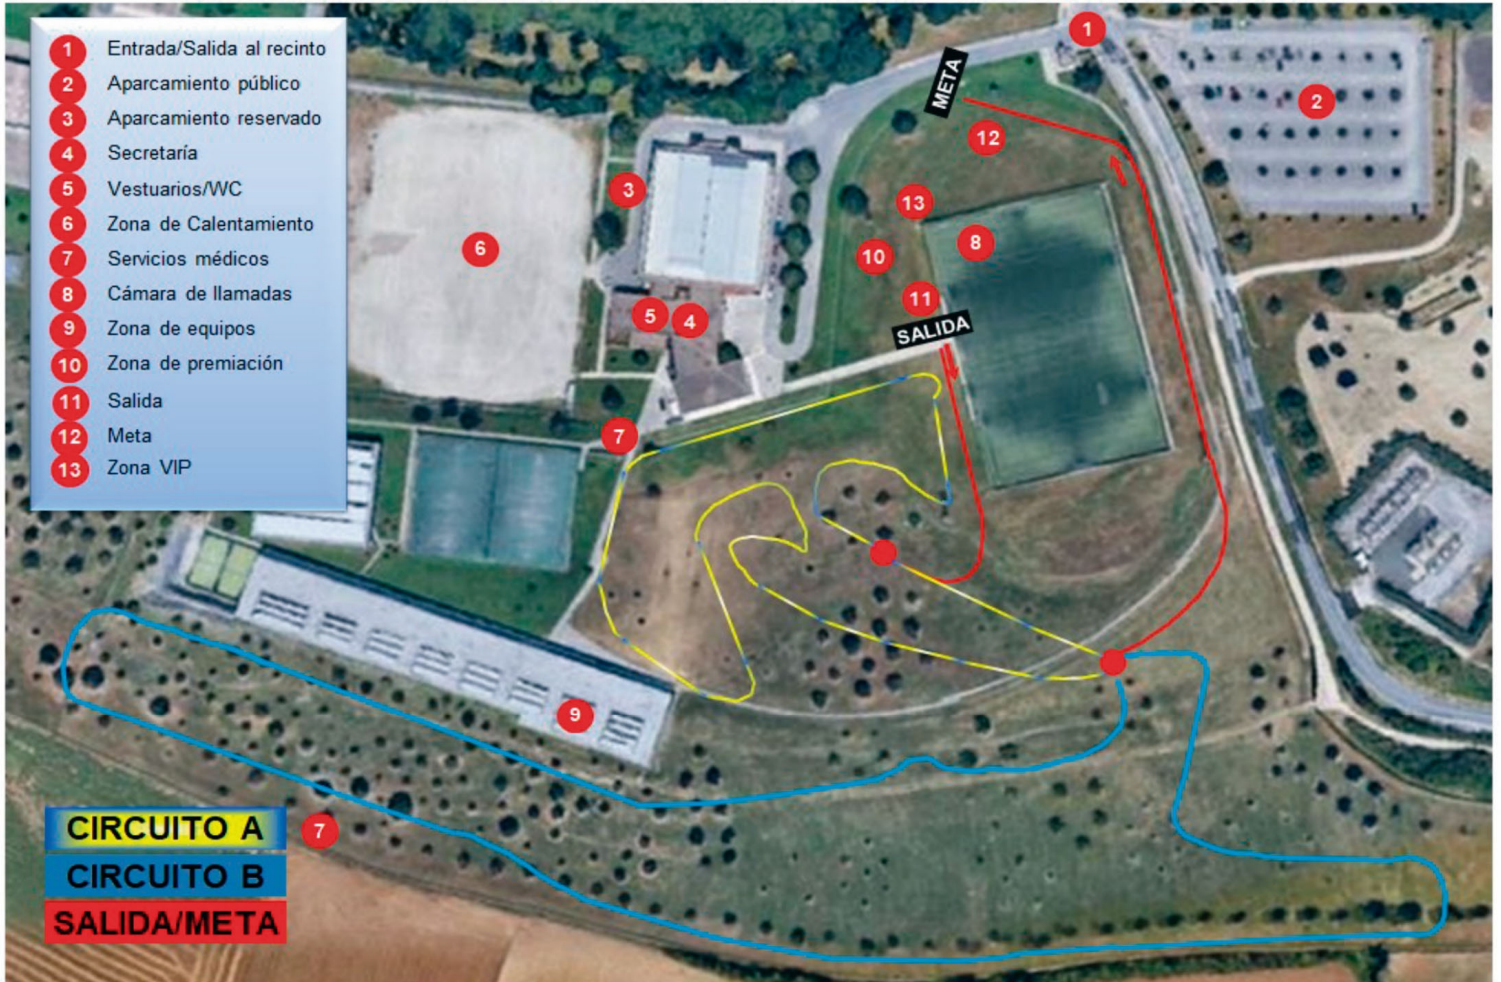 1 Entrada/Salida al recinto
2 Aparcamiento público
3 Aparcamiento reservado
4 Secretaría
5 Vestuarios/WC
6 Zona de Calentamiento
7 Servicios médicos
8 Cámara de llamadas
9 Zona de equipos
10 Zona de premiación
11 Salida
12 Meta
13 Zona VIP
1
META
2
12
3
13
6
8
10
11
5
4
SALIDA
7
9
7
CIRCUITO A
CIRCUITO B
SALIDA/META